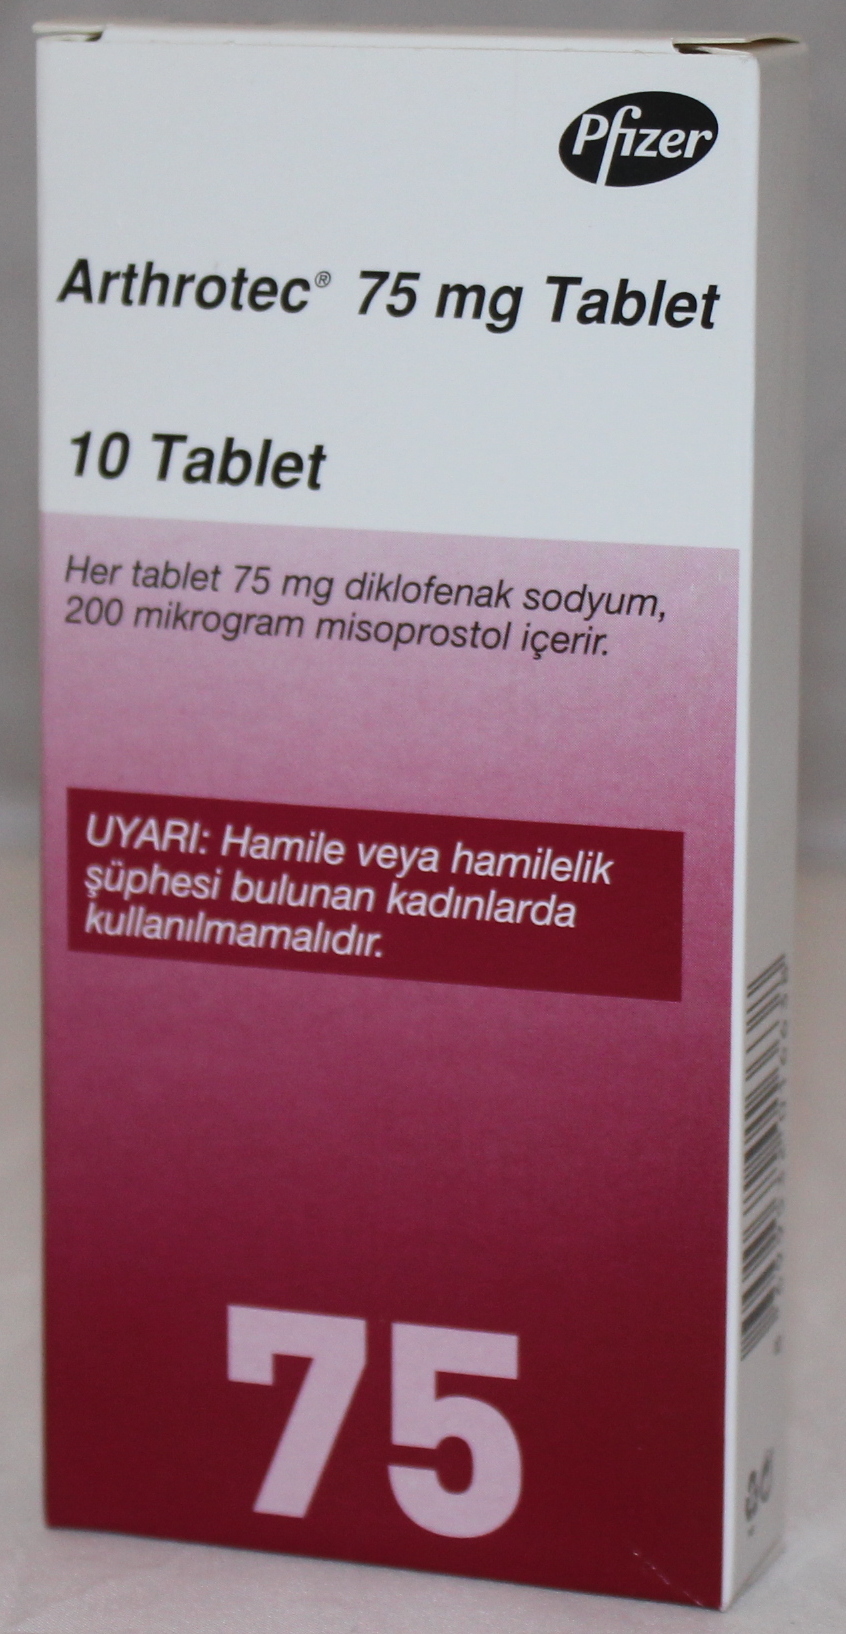 Pfizer
Arthrotec® 75 mg Tablet
10 Tablet
Her tablet 75 mg diklofenak sodyum,
200 mikrogram misoprostol içerir.
UYARI: Hamile veya hamilelik
şüphesi bulunan kadınlarda
kullanılmamalıdır.
75